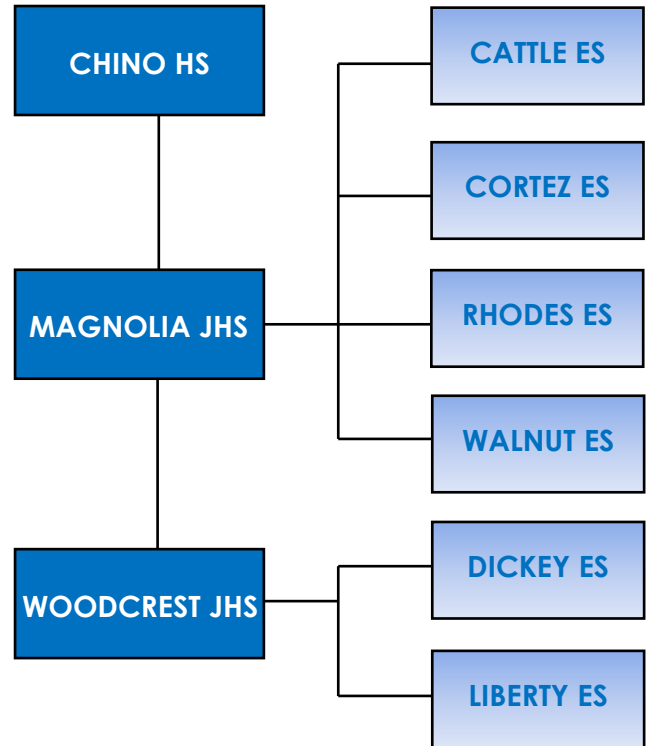 CHINO HS
MAGNOLIA JHS
WOODCREST JHS
CATTLE ES
CORTEZ ES
RHODES ES
WALNUT ES
DICKEY ES
LIBERTY ES